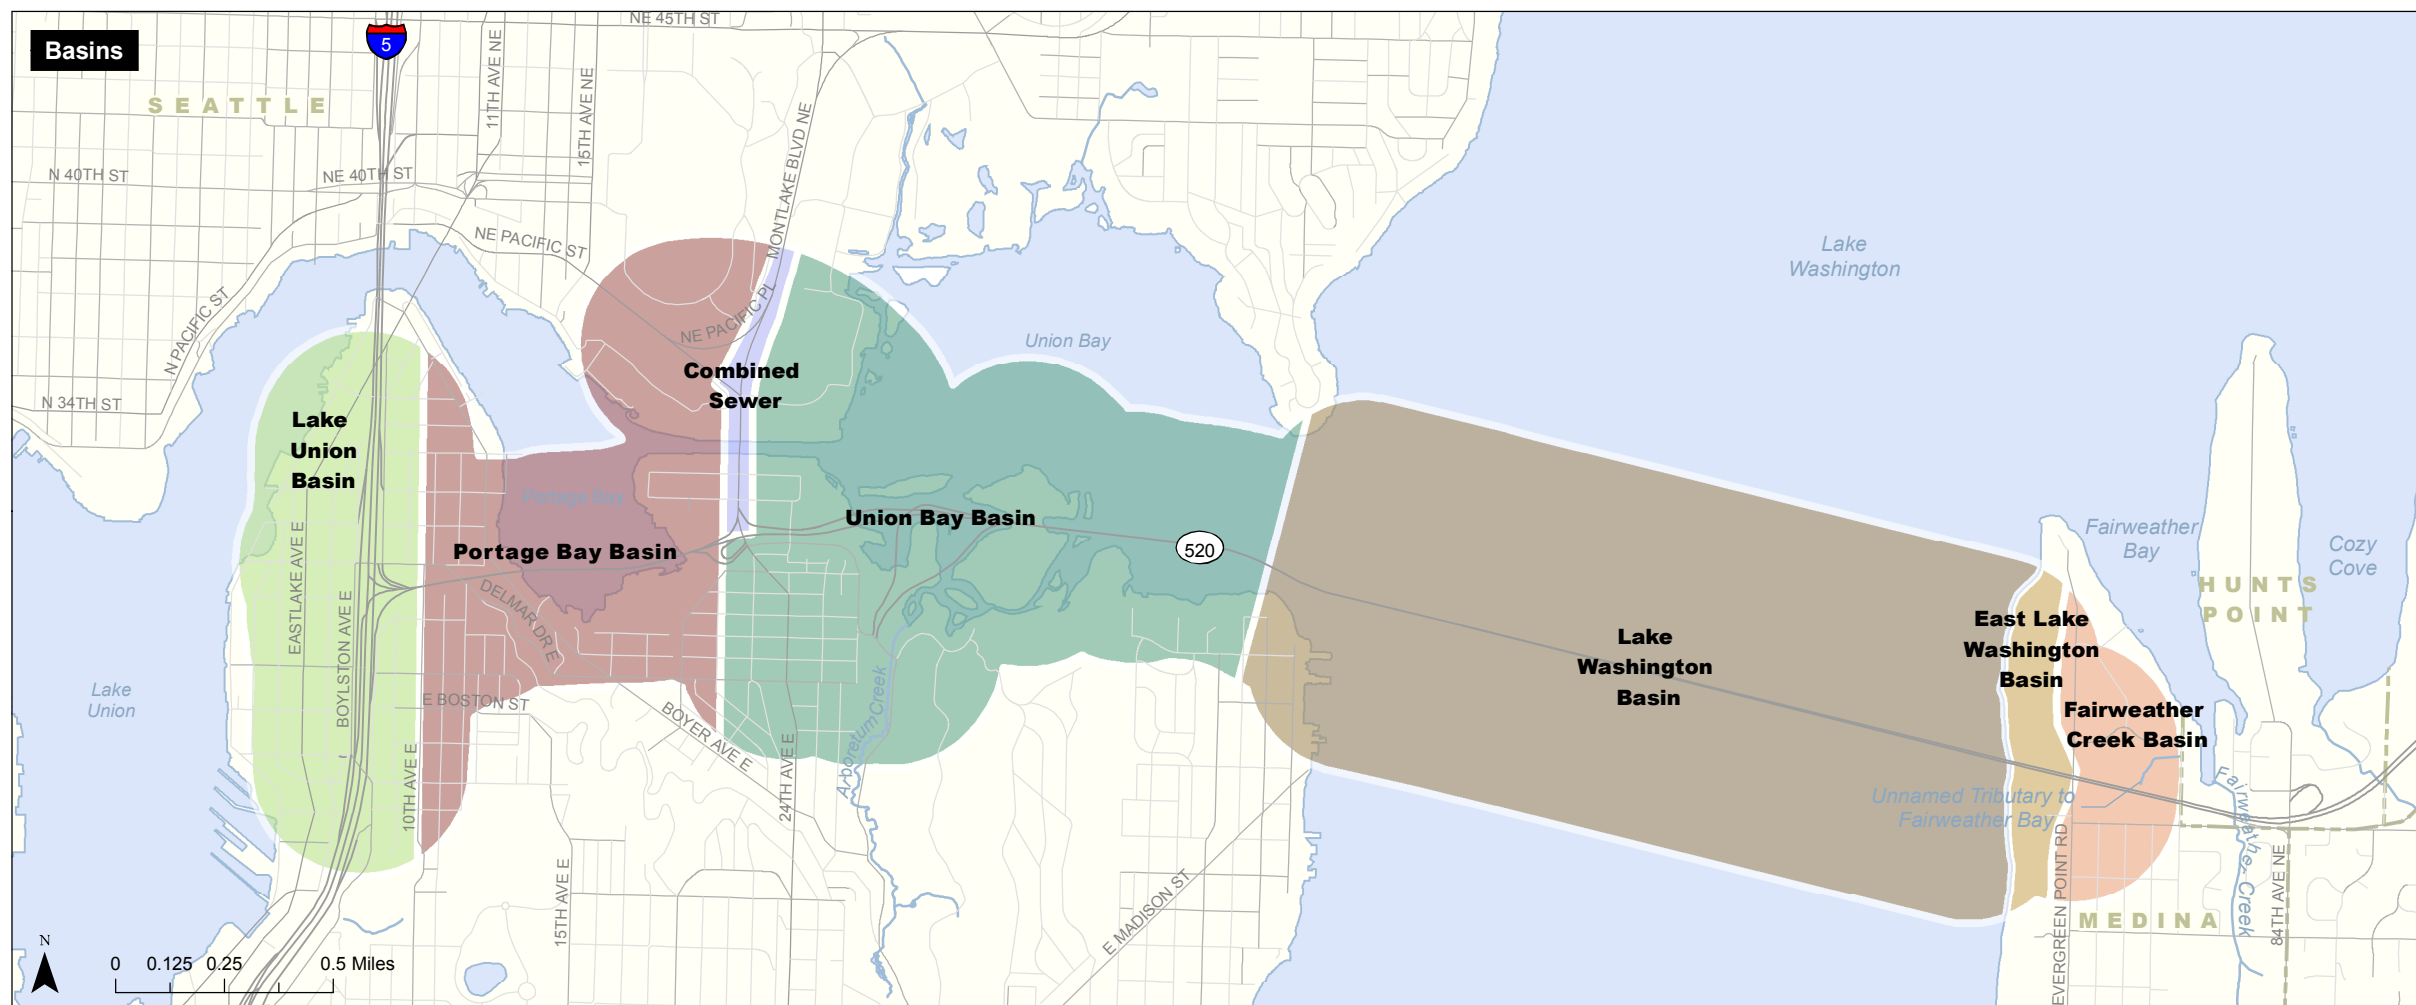 Basins
NE 45TH ST
5
SEATTLE
11TH AVE NE
15TH AVE NE
MONTLAKE BLVD NE
N 40TH ST
NE 40TH ST
NE PACIFIC ST
N PACIFIC ST
NE PACIFIC PL
N 34TH ST
Lake
Washington
Union Bay
Combined
Sewer
Lake
Union
Basin
Portage Bay
Union Bay Basin
Portage Bay Basin
520
Fairweather
Bay
Cozy
Cove
HUNTS
POINT
EASTLAKE AVE E
BOYLSTON AVE E
DELMAR DR E
East Lake
Washington
Basin
Lake
Washington
Basin
Lake
Union
E BOSTON ST
BOYER AVE E
Arboretum Creek
Fairweather
Creek Basin
10TH AVE E
24TH AVE E
Unnamed Tributary to
Fairweather Bay
Fairweather Creek
15TH AVE E
E MADISON ST
EVERGREEN POINT RD
MEDINA
84TH AVE NE
N
0 0.125 0.25 0.5 Miles